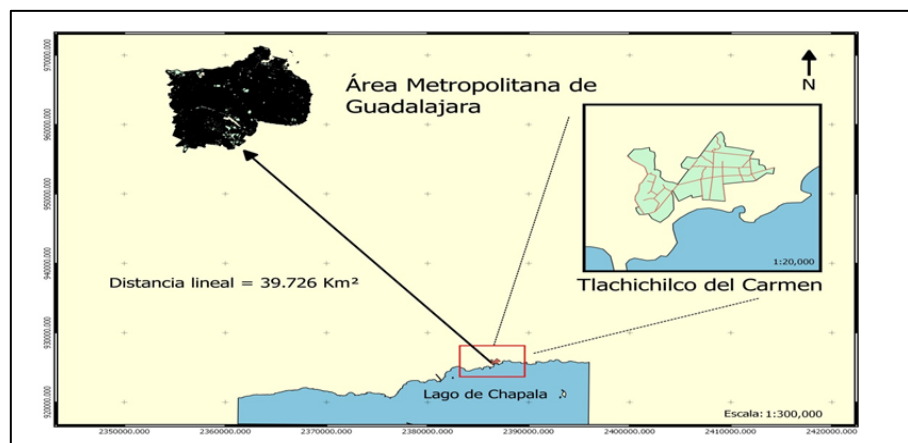 Área Metropolitana de
Guadalajara
N
1:20,000
Tlachichilco del Carmen
Distancia lineal = 39.726 Km²
Lago de Chapala
Escala: 1:300,000
970000.000
960000.000
950000.000
940000.000
930000.000
920000.000
2350000.000
2360000.000
2370000.000
2380000.000
2390000.000
2400000.000
2410000.000
2420000.000